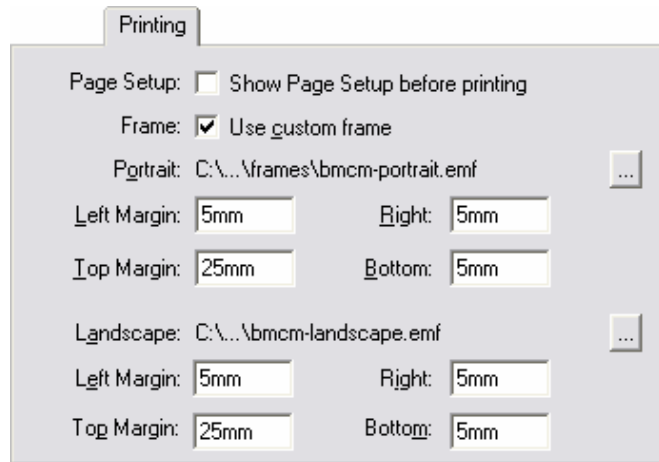 Printing
Page Setup: Show Page Setup before printing
Frame: Use custom frame
Portrait: C:\...\frames\bmcm-portrait.emf ...
Left Margin: 5mm Right: 5mm
Top Margin: 25mm Bottom: 5mm
Landscape: C:\...\bmcm-landscape.emf ...
Left Margin: 5mm Right: 5mm
Top Margin: 25mm Bottom: 5mm